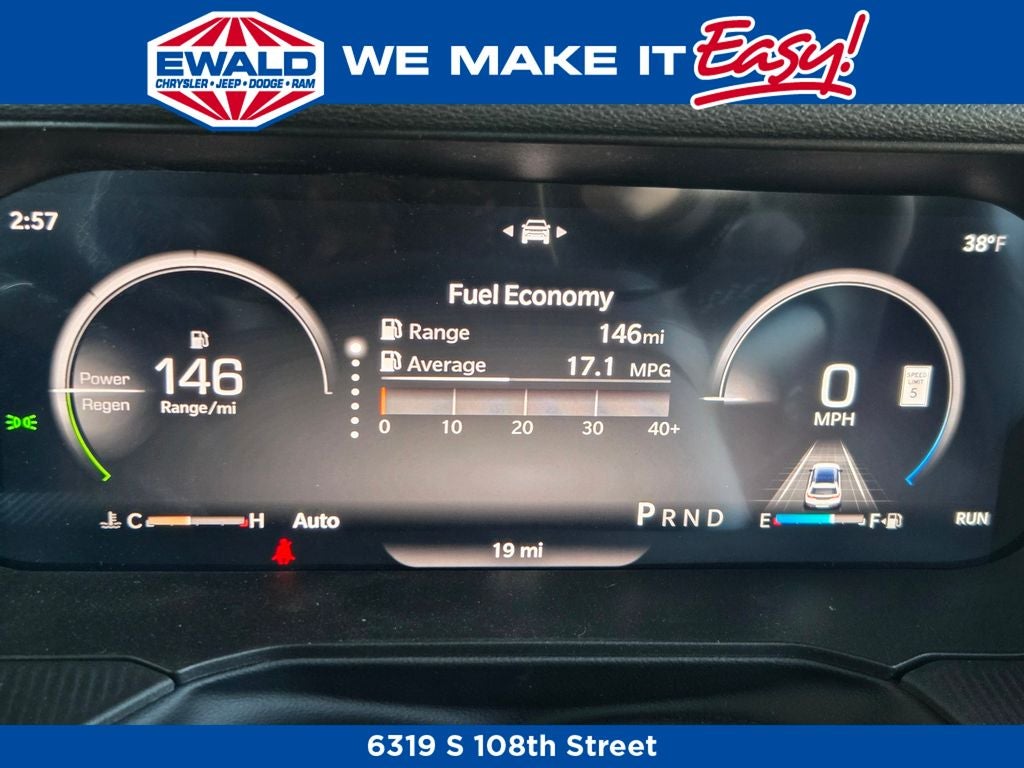 EWALD
CHRYSLER • JEEP • DODGE • RAM
WE MAKE IT Easy!
2:57
38°F
Fuel Economy
Range 146mi
Average 17.1 MPG
0 10 20 30 40+
Power
Regen
146
Range/mi
0
MPH
SPEED
LIMIT
5
C H Auto
PRND
E F
RUN
19 mi
6319 S 108th Street